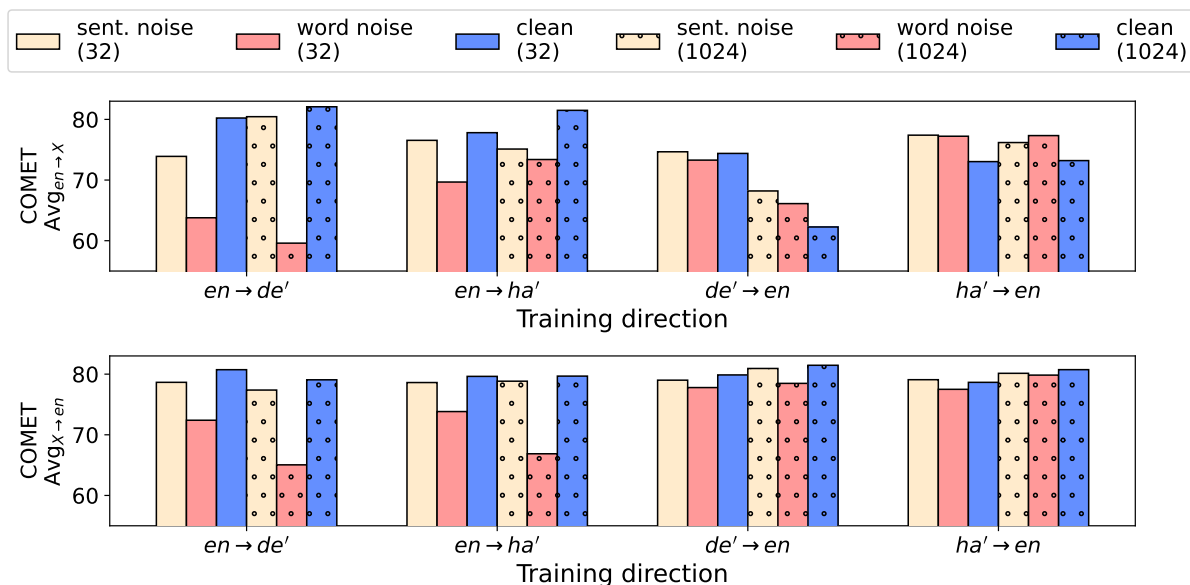 sent. noise (32)
word noise (32)
clean (32)
sent. noise (1024)
word noise (1024)
clean (1024)
COMET
Avg_{en→X}
80
70
60
en→de′ en→ha′ de′→en ha′→en
Training direction
COMET
Avg_{X→en}
80
70
60
en→de′ en→ha′ de′→en ha′→en
Training direction